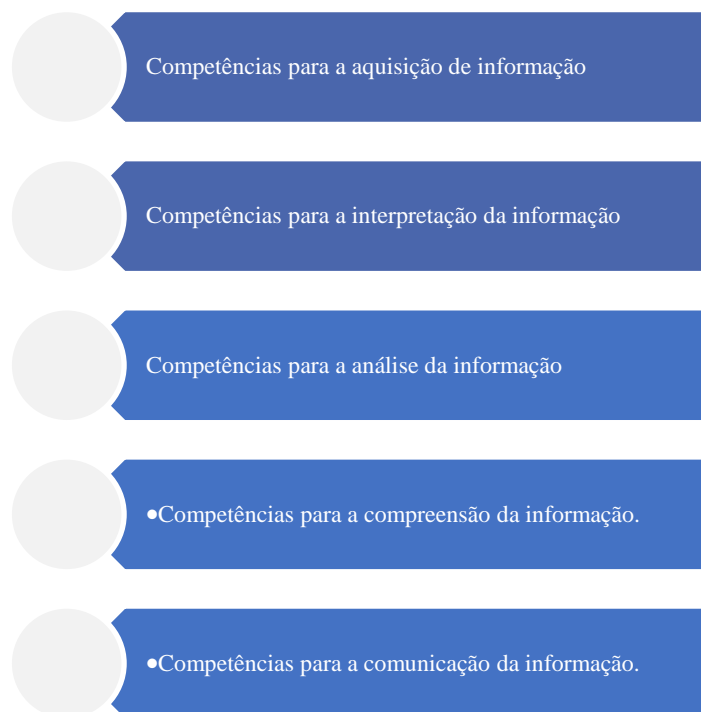 Competências para a aquisição de informação
Competências para a interpretação da informação
Competências para a análise da informação
•Competências para a compreensão da informação.
•Competências para a comunicação da informação.